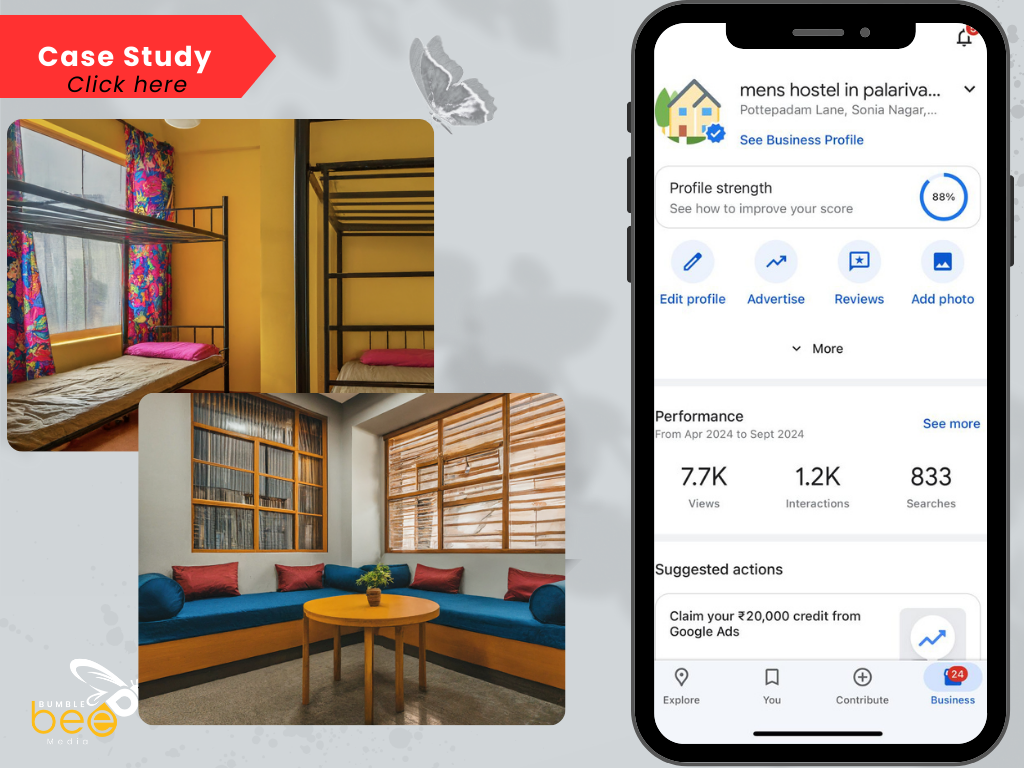 Case Study
Click here
mens hostel in palariva...
Pottepadam Lane, Sonia Nagar,...
See Business Profile
Profile strength
See how to improve your score
88%
Edit profile
Advertise
Reviews
Add photo
More
Performance
See more
From Apr 2024 to Sept 2024
7.7K
1.2K
833
Views
Interactions
Searches
Suggested actions
Claim your ₹20,000 credit from
Google Ads
24
Explore
You
Contribute
Business
BUMBLE
bee
Media